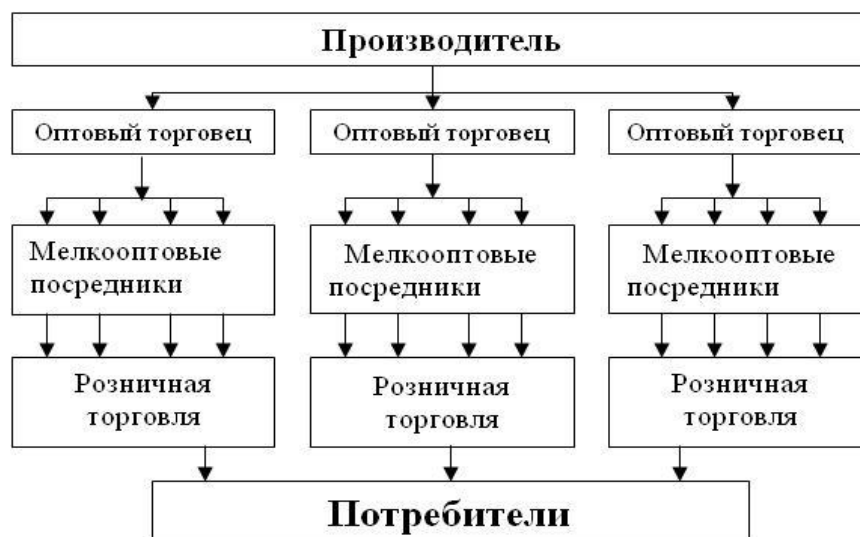 Производитель
Оптовый торговец
Оптовый торговец
Оптовый торговец
Мелкооптовые
посредники
Мелкооптовые
посредники
Мелкооптовые
посредники
Розничная
торговля
Розничная
торговля
Розничная
торговля
Потребители